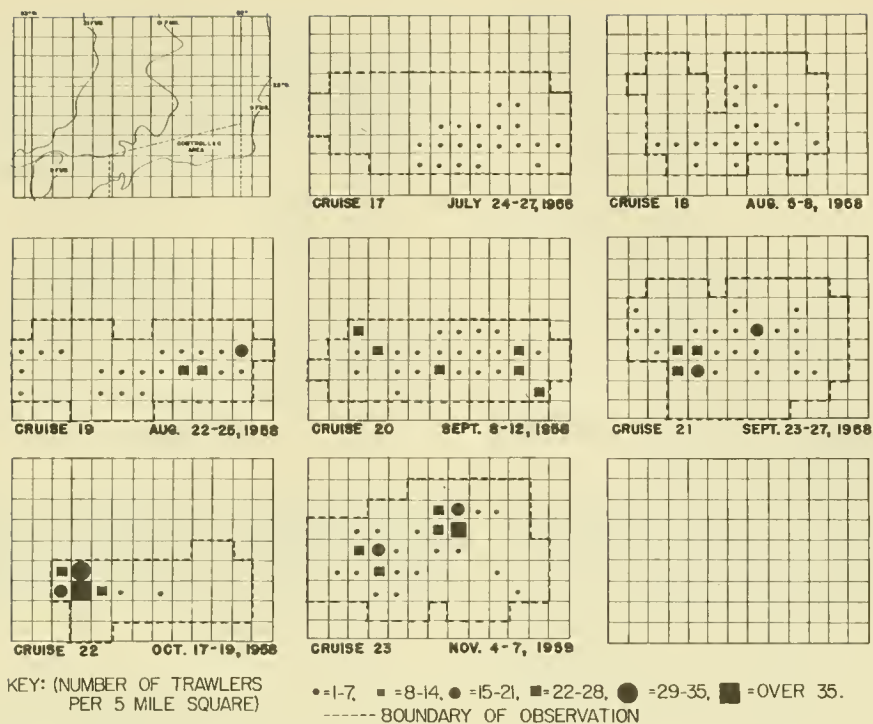 CONTROLLED
AREA
CRUISE 17 JULY 24-27, 1966
CRUISE 18 AUG. 5-8, 1958
CRUISE 19 AUG. 22-25, 1958
CRUISE 20 SEPT. 8-12, 1958
CRUISE 21 SEPT. 23-27, 1958
CRUISE 22 OCT. 17-19, 1958
CRUISE 23 NOV. 4-7, 1959
KEY: (NUMBER OF TRAWLERS
PER 5 MILE SQUARE)
=1-7, =8-14, =15-21, =22-28, =29-35, =OVER 35.
BOUNDARY OF OBSERVATION